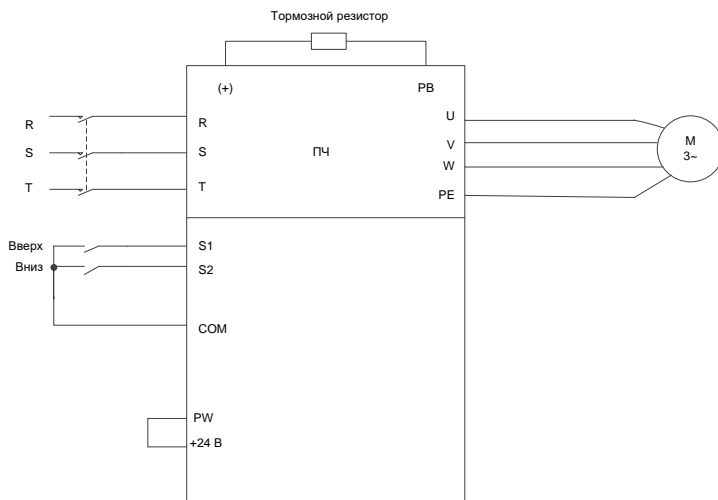 Тормозной резистор
(+)
PB
R
R
U
S
S
ПЧ
V
M
3~
T
T
W
PE
Вверх
S1
Вниз
S2
COM
PW
+24 В